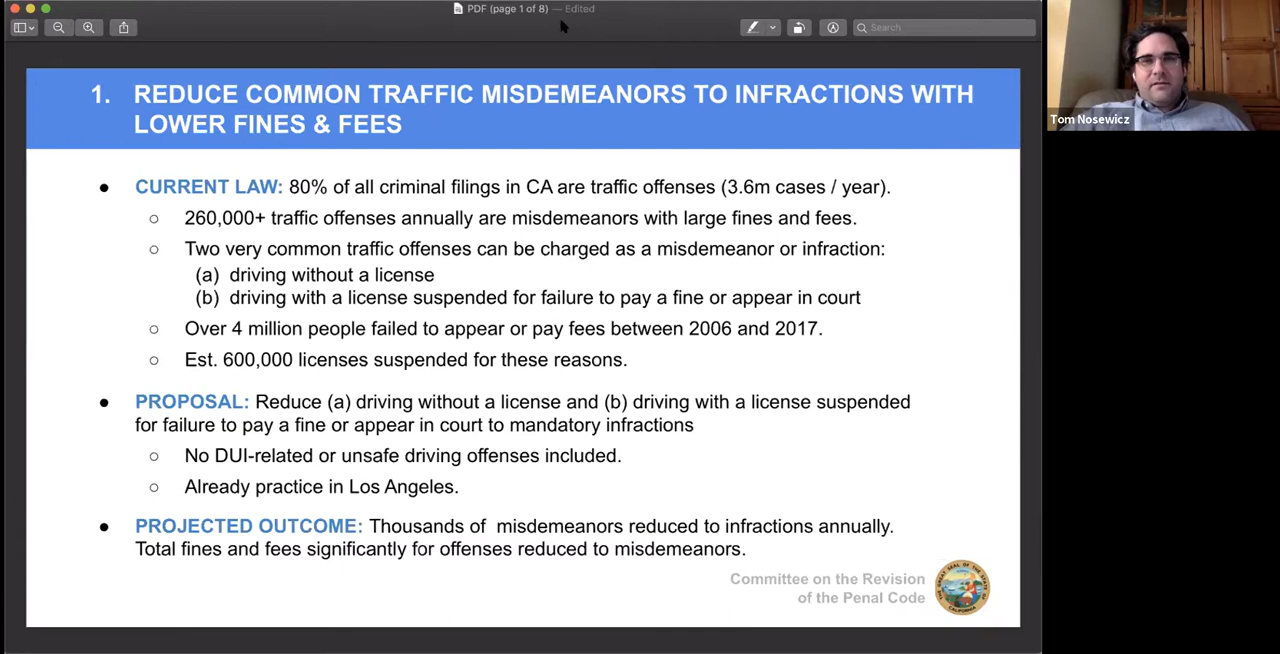 PDF (page 1 of 8) — Edited
Search
1. REDUCE COMMON TRAFFIC MISDEMEANORS TO INFRACTIONS WITH
LOWER FINES & FEES
● CURRENT LAW: 80% of all criminal filings in CA are traffic offenses (3.6m cases / year).
○ 260,000+ traffic offenses annually are misdemeanors with large fines and fees.
○ Two very common traffic offenses can be charged as a misdemeanor or infraction:
(a) driving without a license
(b) driving with a license suspended for failure to pay a fine or appear in court
○ Over 4 million people failed to appear or pay fees between 2006 and 2017.
○ Est. 600,000 licenses suspended for these reasons.
● PROPOSAL: Reduce (a) driving without a license and (b) driving with a license suspended
for failure to pay a fine or appear in court to mandatory infractions
○ No DUI-related or unsafe driving offenses included.
○ Already practice in Los Angeles.
● PROJECTED OUTCOME: Thousands of misdemeanors reduced to infractions annually.
Total fines and fees significantly for offenses reduced to misdemeanors.
Committee on the Revision
of the Penal Code
Tom Nosewicz